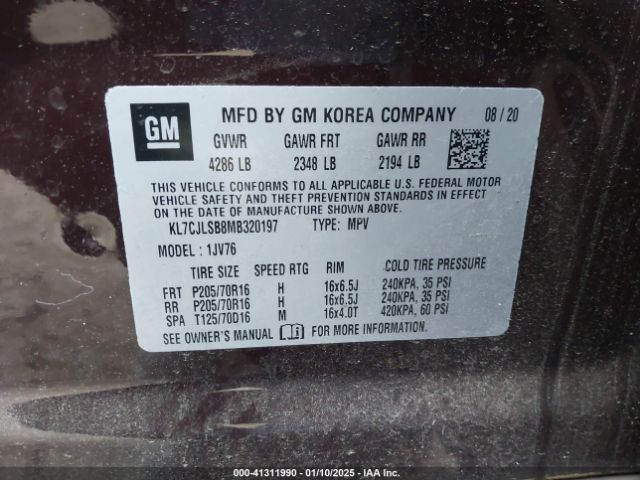 GM
MFD BY GM KOREA COMPANY 08/20
GVWR GAWR FRT GAWR RR
4286 LB 2348 LB 2194 LB
THIS VEHICLE CONFORMS TO ALL APPLICABLE U.S. FEDERAL MOTOR
VEHICLE SAFETY AND THEFT PREVENTION STANDARDS IN EFFECT
ON THE DATE OF MANUFACTURE SHOWN ABOVE.
KL7CJLSB8MB320197 TYPE: MPV
MODEL: 1JV76
TIRE SIZE SPEED RTG RIM COLD TIRE PRESSURE
FRT P205/70R16 H 16x6.5J 240KPA, 35 PSI
RR P205/70R16 H 16x6.5J 240KPA, 35 PSI
SPA T125/70D16 M 16x4.0T 420KPA, 60 PSI
SEE OWNER'S MANUAL FOR MORE INFORMATION.
000-41311990 - 01/10/2025 - IAA Inc.